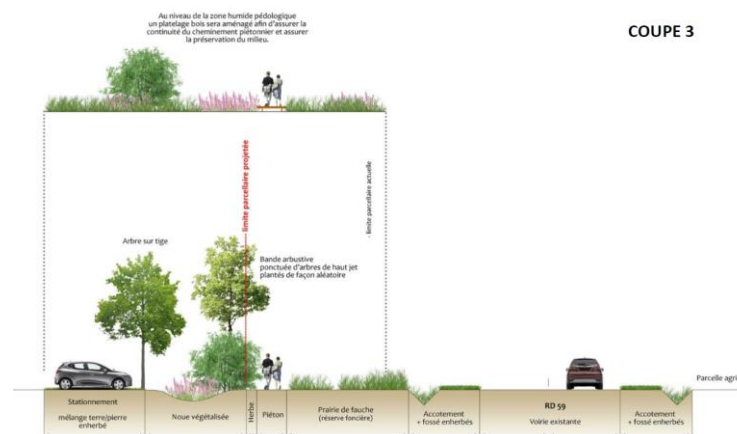 Au niveau de la zone humide pédologique
un platelage bois sera aménagé afin d'assurer la
continuité du cheminement piétonnier et assurer
la préservation du milieu.
COUPE 3
limite parcellaire projetée
limite parcellaire actuelle
Arbre sur tige
Bande arbustive
ponctuée d'arbres de haut jet
plantés de façon aléatoire
Parcelle agri
Stationnement
mélange terre/pierre
enherbé
Noue végétalisée
Herbe
Piéton
Prairie de fauche
(réserve foncière)
Accotement
+ fossé enherbés
RD 59
Voirie existante
Accotement
+ fossé enherbés